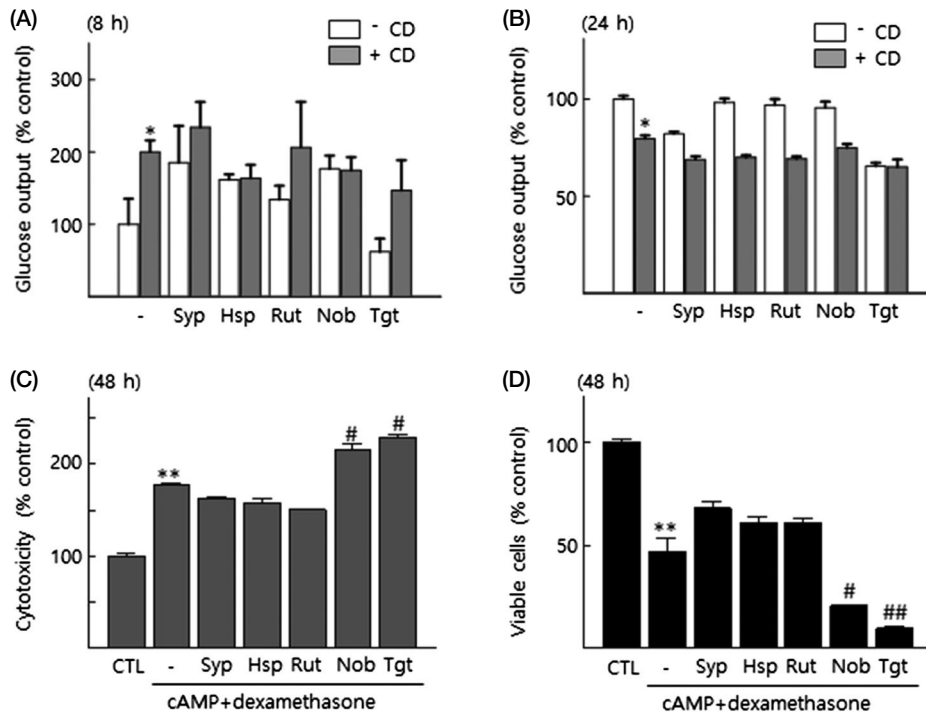 (A)
(8 h)
- CD
+ CD
Glucose output (% control)
300
200
100
*
- Syp Hsp Rut Nob Tgt
(B)
(24 h)
- CD
+ CD
Glucose output (% control)
100
50
*
- Syp Hsp Rut Nob Tgt
(C)
(48 h)
Cytotoxicity (% control)
200
100
**
#
#
CTL - Syp Hsp Rut Nob Tgt
cAMP+dexamethasone
(D)
(48 h)
Viable cells (% control)
100
50
**
#
##
CTL - Syp Hsp Rut Nob Tgt
cAMP+dexamethasone